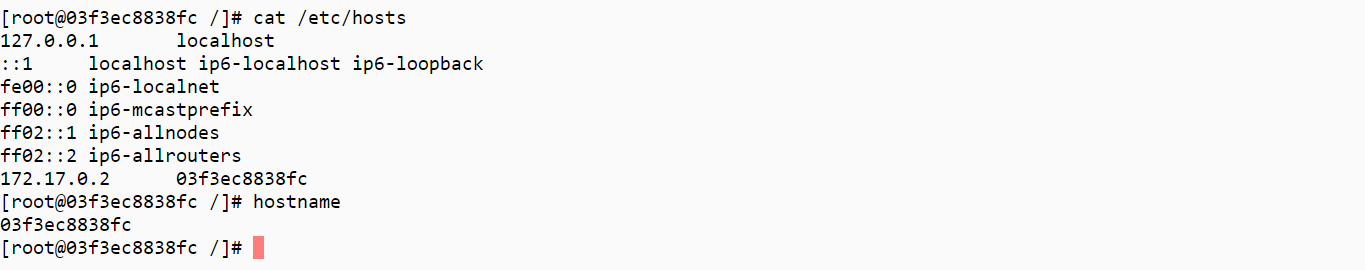 [root@03f3ec8838fc /]# cat /etc/hosts
127.0.0.1       localhost
::1     localhost ip6-localhost ip6-loopback
fe00::0 ip6-localnet
ff00::0 ip6-mcastprefix
ff02::1 ip6-allnodes
ff02::2 ip6-allrouters
172.17.0.2      03f3ec8838fc
[root@03f3ec8838fc /]# hostname
03f3ec8838fc
[root@03f3ec8838fc /]#